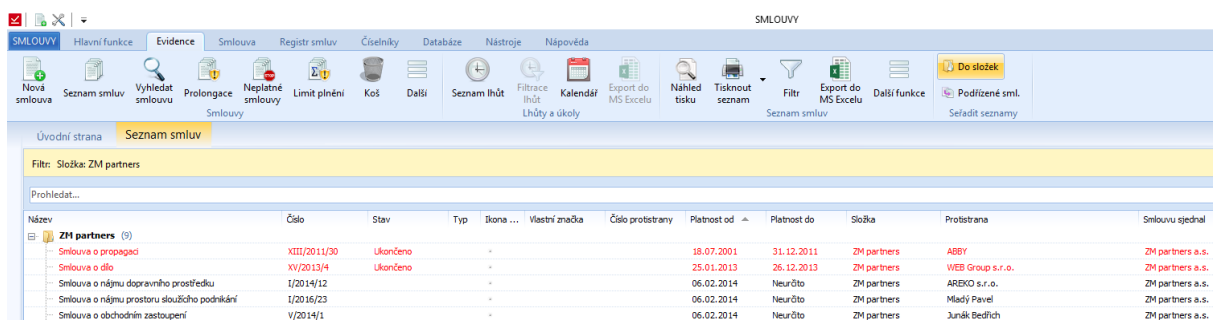 SMLOUVY
SMLOUVY Hlavní funkce Evidence Smlouva Registr smluv Číselníky Databáze Nástroje Nápověda
Nová smlouva
Seznam smluv
Vyhledat smlouvu
Prolongace
Neplatné smlouvy
Limit plnění
Koš
Další
Seznam lhůt
Filtrace lhůt
Kalendář
Export do MS Excelu
Náhled tisku
Tisknout seznam
Filtr
Export do MS Excelu
Další funkce
Do složek
Podřízené sml.
Smlouvy Lhůty a úkoly Seznam smluv Seřadit seznamy
Úvodní strana Seznam smluv
Filtr: Složka: ZM partners
Prohledat...
Název Číslo Stav Typ Ikona ... Vlastní značka Číslo protistrany Platnost od Platnost do Složka Protistrana Smlouvu sjednal
ZM partners (9)
Smlouva o propagaci XIII/2011/30 Ukončeno 18.07.2001 31.12.2011 ZM partners ABBY ZM partners a.s.
Smlouva o dílo XV/2013/4 Ukončeno 25.01.2013 26.12.2013 ZM partners WEB Group s.r.o. ZM partners a.s.
Smlouva o nájmu dopravního prostředku I/2014/12 06.02.2014 Neurčito ZM partners AREKO s.r.o. ZM partners a.s.
Smlouva o nájmu prostoru sloužícího podnikání I/2016/23 06.02.2014 Neurčito ZM partners Mladý Pavel ZM partners a.s.
Smlouva o obchodním zastoupení V/2014/1 06.02.2014 Neurčito ZM partners Junák Bedřich ZM partners a.s.